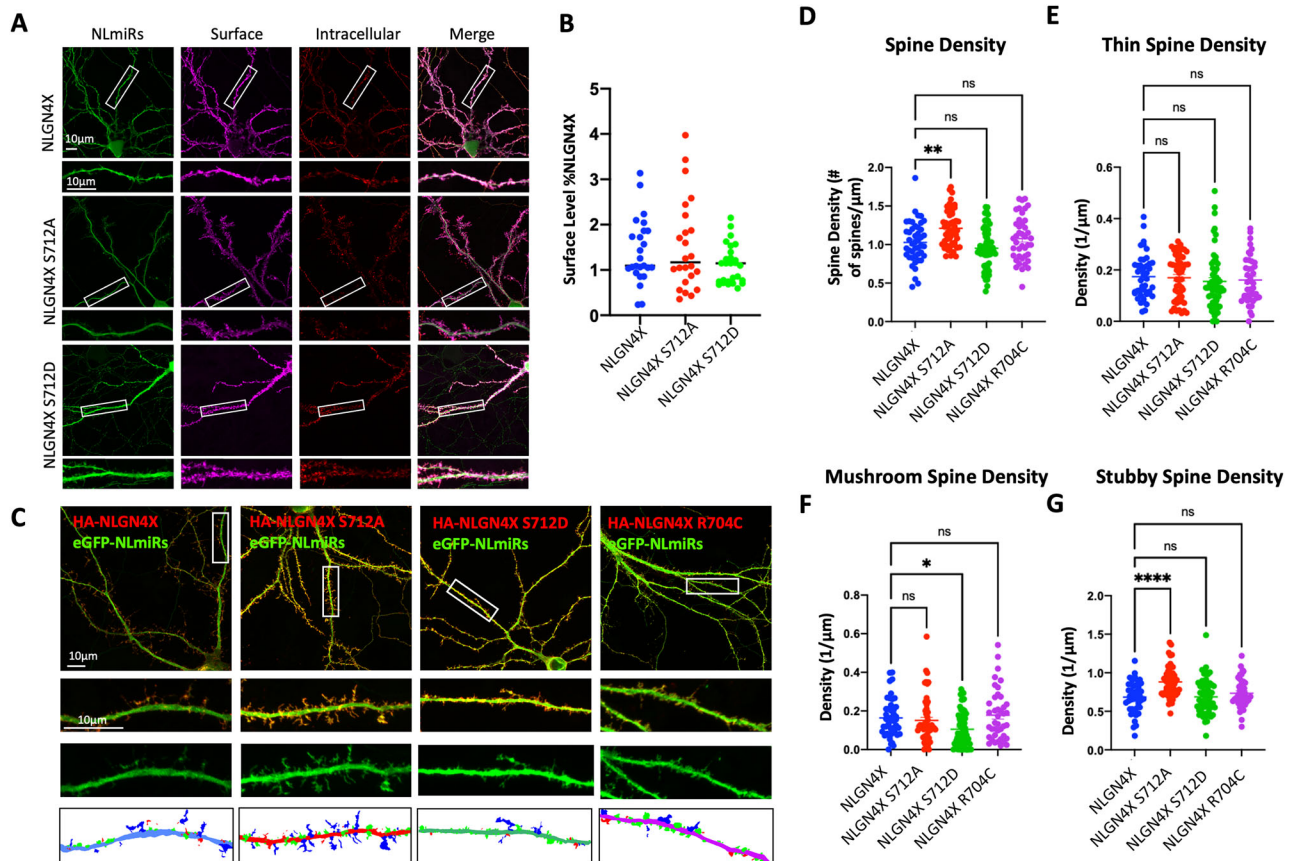 A
NLmiRs Surface Intracellular Merge
NLGN4X
10µm
10µm
NLGN4X S712A
NLGN4X S712D
B
Surface Level %NLGN4X
5
4
3
2
1
0
NLGN4X
NLGN4X S712A
NLGN4X S712D
C
HA-NLGN4X
eGFP-NLmiRs
10µm
10µm
HA-NLGN4X S712A
eGFP-NLmiRs
HA-NLGN4X S712D
eGFP-NLmiRs
HA-NLGN4X R704C
eGFP-NLmiRs
D
Spine Density
ns
ns
**
Spine Density (#
of spines/µm)
2.0
1.5
1.0
0.5
0.0
NLGN4X
NLGN4X S712A
NLGN4X S712D
NLGN4X R704C
E
Thin Spine Density
ns
ns
ns
Density (1/µm)
0.6
0.4
0.2
0.0
NLGN4X
NLGN4X S712A
NLGN4X S712D
NLGN4X R704C
F
Mushroom Spine Density
ns
*
ns
Density (1/µm)
0.8
0.6
0.4
0.2
0.0
NLGN4X
NLGN4X S712A
NLGN4X S712D
NLGN4X R704C
G
Stubby Spine Density
ns
ns
****
Density (1/µm)
2.0
1.5
1.0
0.5
0.0
NLGN4X
NLGN4X S712A
NLGN4X S712D
NLGN4X R704C